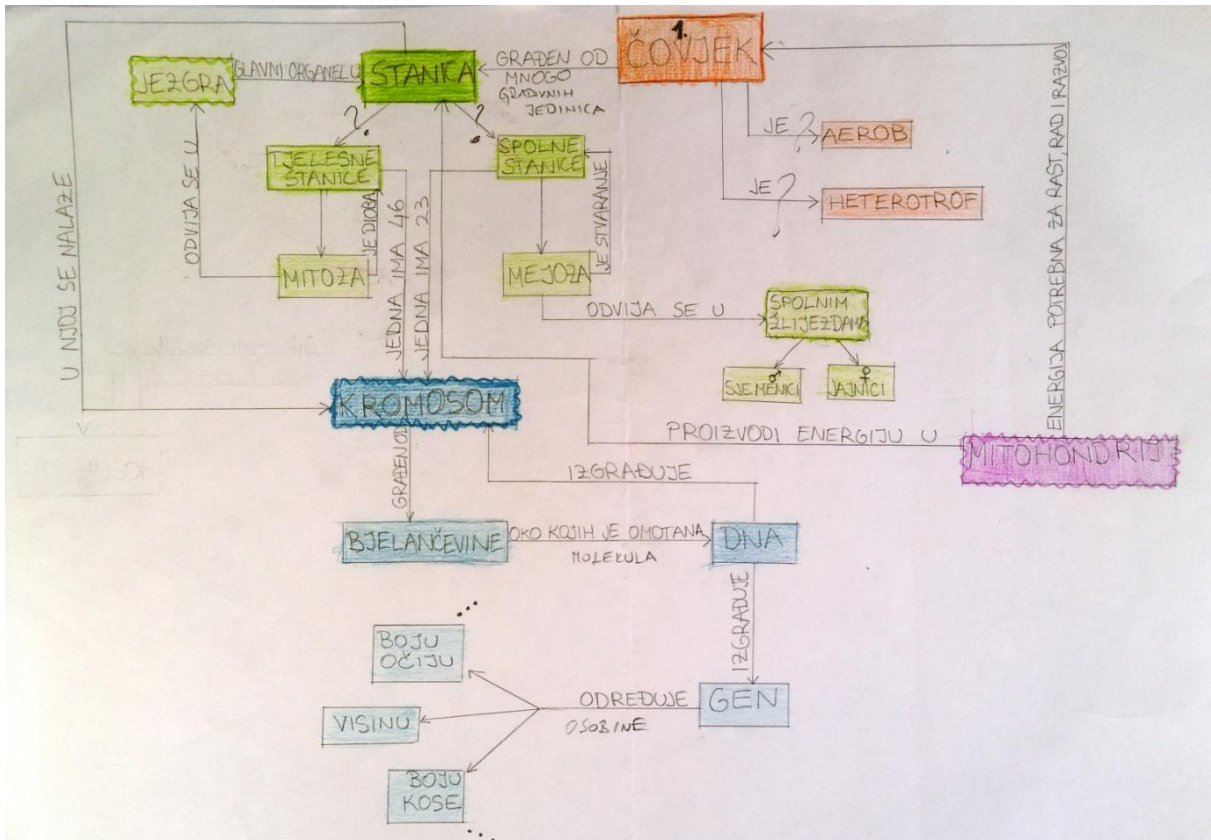 1.
ČOVJEK
GRAĐEN OD
MNOGO
GRADIVNIH
JEDINICA
STANICA
GLAVNI ORGANEL U
JEZGRA
?
?
TJELESNE
STANICE
SPOLNE
STANICE
JE ?
AEROB
JE ?
HETEROTROF
ODVIJA SE U
JE DIOBA
MITOZA
JEDNA IMA 46
JEDNA IMA 23
MEJOZA
JE STVARANJE
ODVIJA SE U
SPOLNIM
ŽLIJEZDAMA
♂
SJEMENICI
♀
JAJNICI
U NJOJ SE NALAZE
KROMOSOM
ENERGIJA POTREBNA ZA RAST, RAD I RAZVOJ
PROIZVODI ENERGIJU U
MITOHONDRIJ
GRAĐEN OD
IZGRAĐUJE
BJELANČEVINE
OKO KOJIH JE OMOTANA
MOLEKULA
DNA
IZGRAĐUJE
GEN
ODREĐUJE
OSOBINE
...
BOJU
OČIJU
VISINU
BOJU
KOSE
...